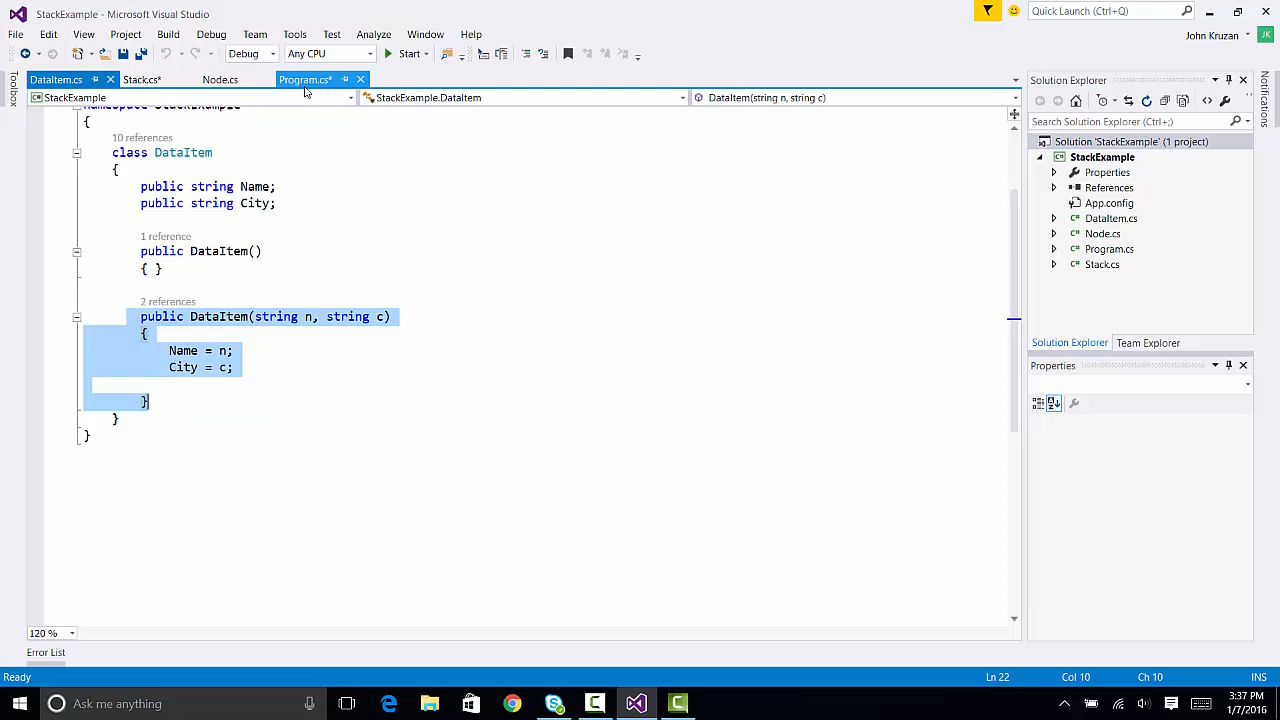 StackExample - Microsoft Visual Studio
Quick Launch (Ctrl+Q)
File Edit View Project Build Debug Team Tools Test Analyze Window Help
John Kruzan
JK
Debug Any CPU Start
DataItem.cs Stack.cs* Node.cs Program.cs*
StackExample StackExample.DataItem DataItem(string n, string c)
Toolbox
namespace StackExample
{
10 references
class DataItem
{
public string Name;
public string City;
1 reference
public DataItem()
{ }
2 references
public DataItem(string n, string c)
{
Name = n;
City = c;
}
}
}
120 %
Error List
Solution Explorer
Search Solution Explorer (Ctrl+;)
Solution 'StackExample' (1 project)
StackExample
Properties
References
App.config
DataItem.cs
Node.cs
Program.cs
Stack.cs
Solution Explorer Team Explorer
Properties
Notifications
Ready Ln 22 Col 10 Ch 10 INS
Ask me anything
3:37 PM
1/7/2016